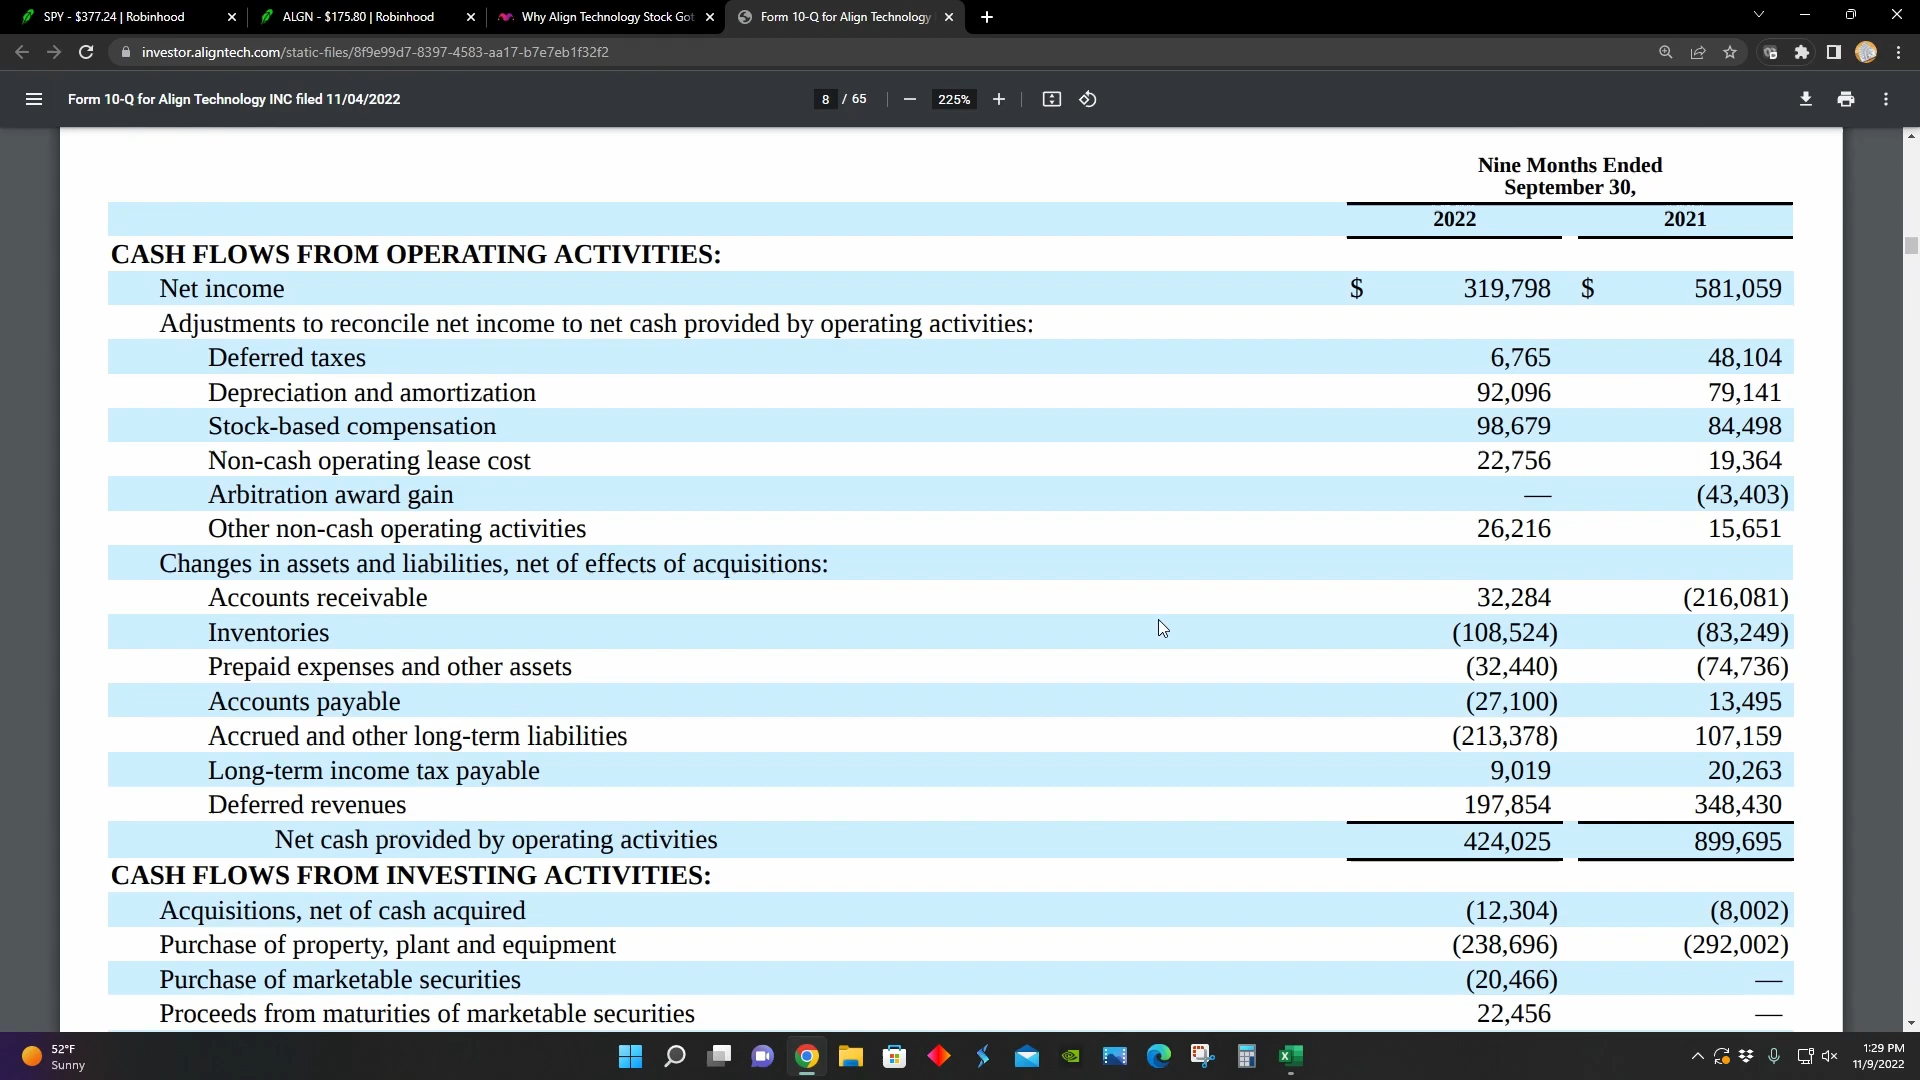 SPY - $377.24 | Robinhood
ALGN - $175.80 | Robinhood
Why Align Technology Stock Got
Form 10-Q for Align Technology
investor.aligntech.com/static-files/8f9e99d7-8397-4583-aa17-b7e7eb1f32f2
Form 10-Q for Align Technology INC filed 11/04/2022
8 / 65
225%
Nine Months Ended
September 30,
2022 2021
CASH FLOWS FROM OPERATING ACTIVITIES:
Net income $ 319,798 $ 581,059
Adjustments to reconcile net income to net cash provided by operating activities:
Deferred taxes 6,765 48,104
Depreciation and amortization 92,096 79,141
Stock-based compensation 98,679 84,498
Non-cash operating lease cost 22,756 19,364
Arbitration award gain — (43,403)
Other non-cash operating activities 26,216 15,651
Changes in assets and liabilities, net of effects of acquisitions:
Accounts receivable 32,284 (216,081)
Inventories (108,524) (83,249)
Prepaid expenses and other assets (32,440) (74,736)
Accounts payable (27,100) 13,495
Accrued and other long-term liabilities (213,378) 107,159
Long-term income tax payable 9,019 20,263
Deferred revenues 197,854 348,430
Net cash provided by operating activities 424,025 899,695
CASH FLOWS FROM INVESTING ACTIVITIES:
Acquisitions, net of cash acquired (12,304) (8,002)
Purchase of property, plant and equipment (238,696) (292,002)
Purchase of marketable securities (20,466) —
Proceeds from maturities of marketable securities 22,456 —
52°F
Sunny
1:29 PM
11/9/2022